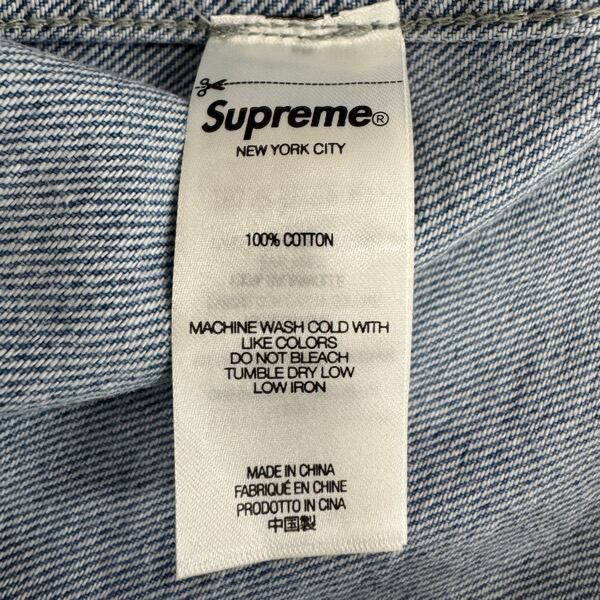 Supreme®
NEW YORK CITY
100% COTTON
MACHINE WASH COLD WITH
LIKE COLORS
DO NOT BLEACH
TUMBLE DRY LOW
LOW IRON
MADE IN CHINA
FABRIQUÉ EN CHINE
PRODOTTO IN CINA
中国製